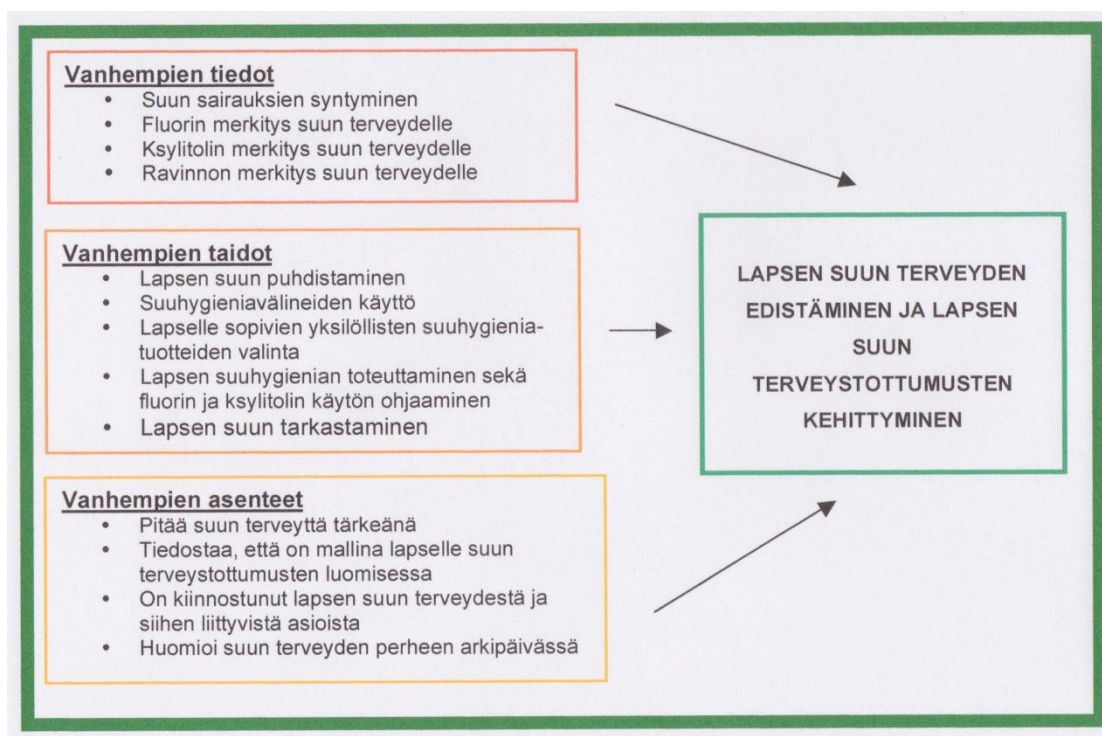 Vanhempien tiedot
• Suun sairauksien syntyminen
• Fluorin merkitys suun terveydelle
• Ksylitolin merkitys suun terveydelle
• Ravinnon merkitys suun terveydelle
Vanhempien taidot
• Lapsen suun puhdistaminen
• Suuhygieniavälineiden käyttö
• Lapselle sopivien yksilöllisten suuhygienia-
tuotteiden valinta
• Lapsen suuhygienian toteuttaminen sekä
fluorin ja ksylitolin käytön ohjaaminen
• Lapsen suun tarkastaminen
Vanhempien asenteet
• Pitää suun terveyttä tärkeänä
• Tiedostaa, että on mallina lapselle suun
terveystottumusten luomisessa
• On kiinnostunut lapsen suun terveydestä ja
siihen liittyvistä asioista
• Huomioi suun terveyden perheen arkipäivässä
LAPSEN SUUN TERVEYDEN
EDISTÄMINEN JA LAPSEN
SUUN
TERVEYSTOTTUMUSTEN
KEHITTYMINEN